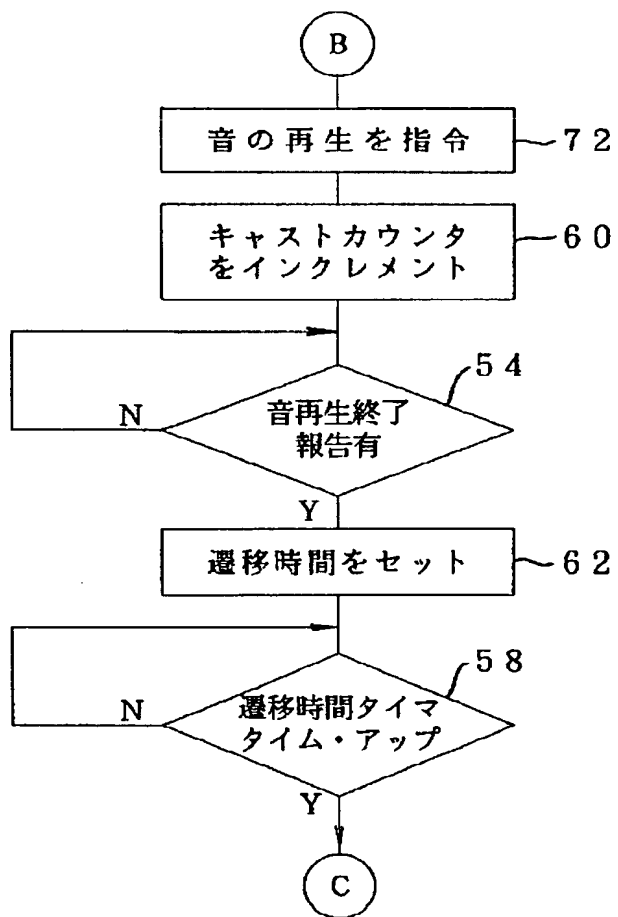 B
音の再生を指令
72
キャストカウンタ
をインクレメント
60
54
音再生終了
報告有
N
Y
遷移時間をセット
62
58
遷移時間タイマ
タイム・アップ
N
Y
C